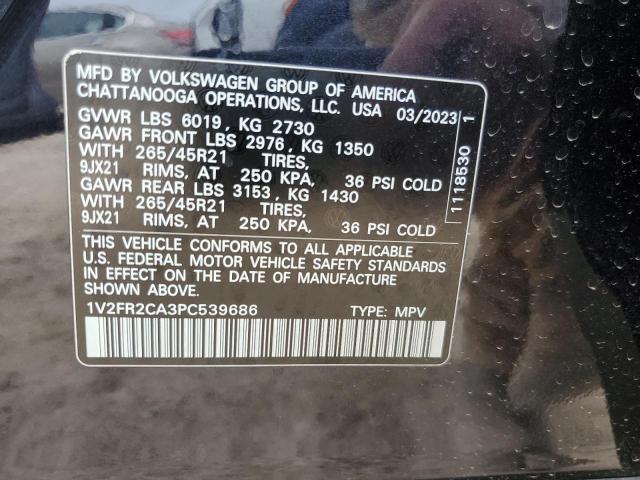 MFD BY VOLKSWAGEN GROUP OF AMERICA
CHATTANOOGA OPERATIONS, LLC. USA 03/2023
GVWR LBS 6019, KG 2730
GAWR FRONT LBS 2976, KG 1350
WITH 265/45R21 TIRES,
9JX21 RIMS, AT 250 KPA, 36 PSI COLD
GAWR REAR LBS 3153, KG 1430
WITH 265/45R21 TIRES,
9JX21 RIMS, AT 250 KPA, 36 PSI COLD
THIS VEHICLE CONFORMS TO ALL APPLICABLE
U.S. FEDERAL MOTOR VEHICLE SAFETY STANDARDS
IN EFFECT ON THE DATE OF MANUFACTURE
SHOWN ABOVE.
1V2FR2CA3PC539686 TYPE: MPV
1118530 1